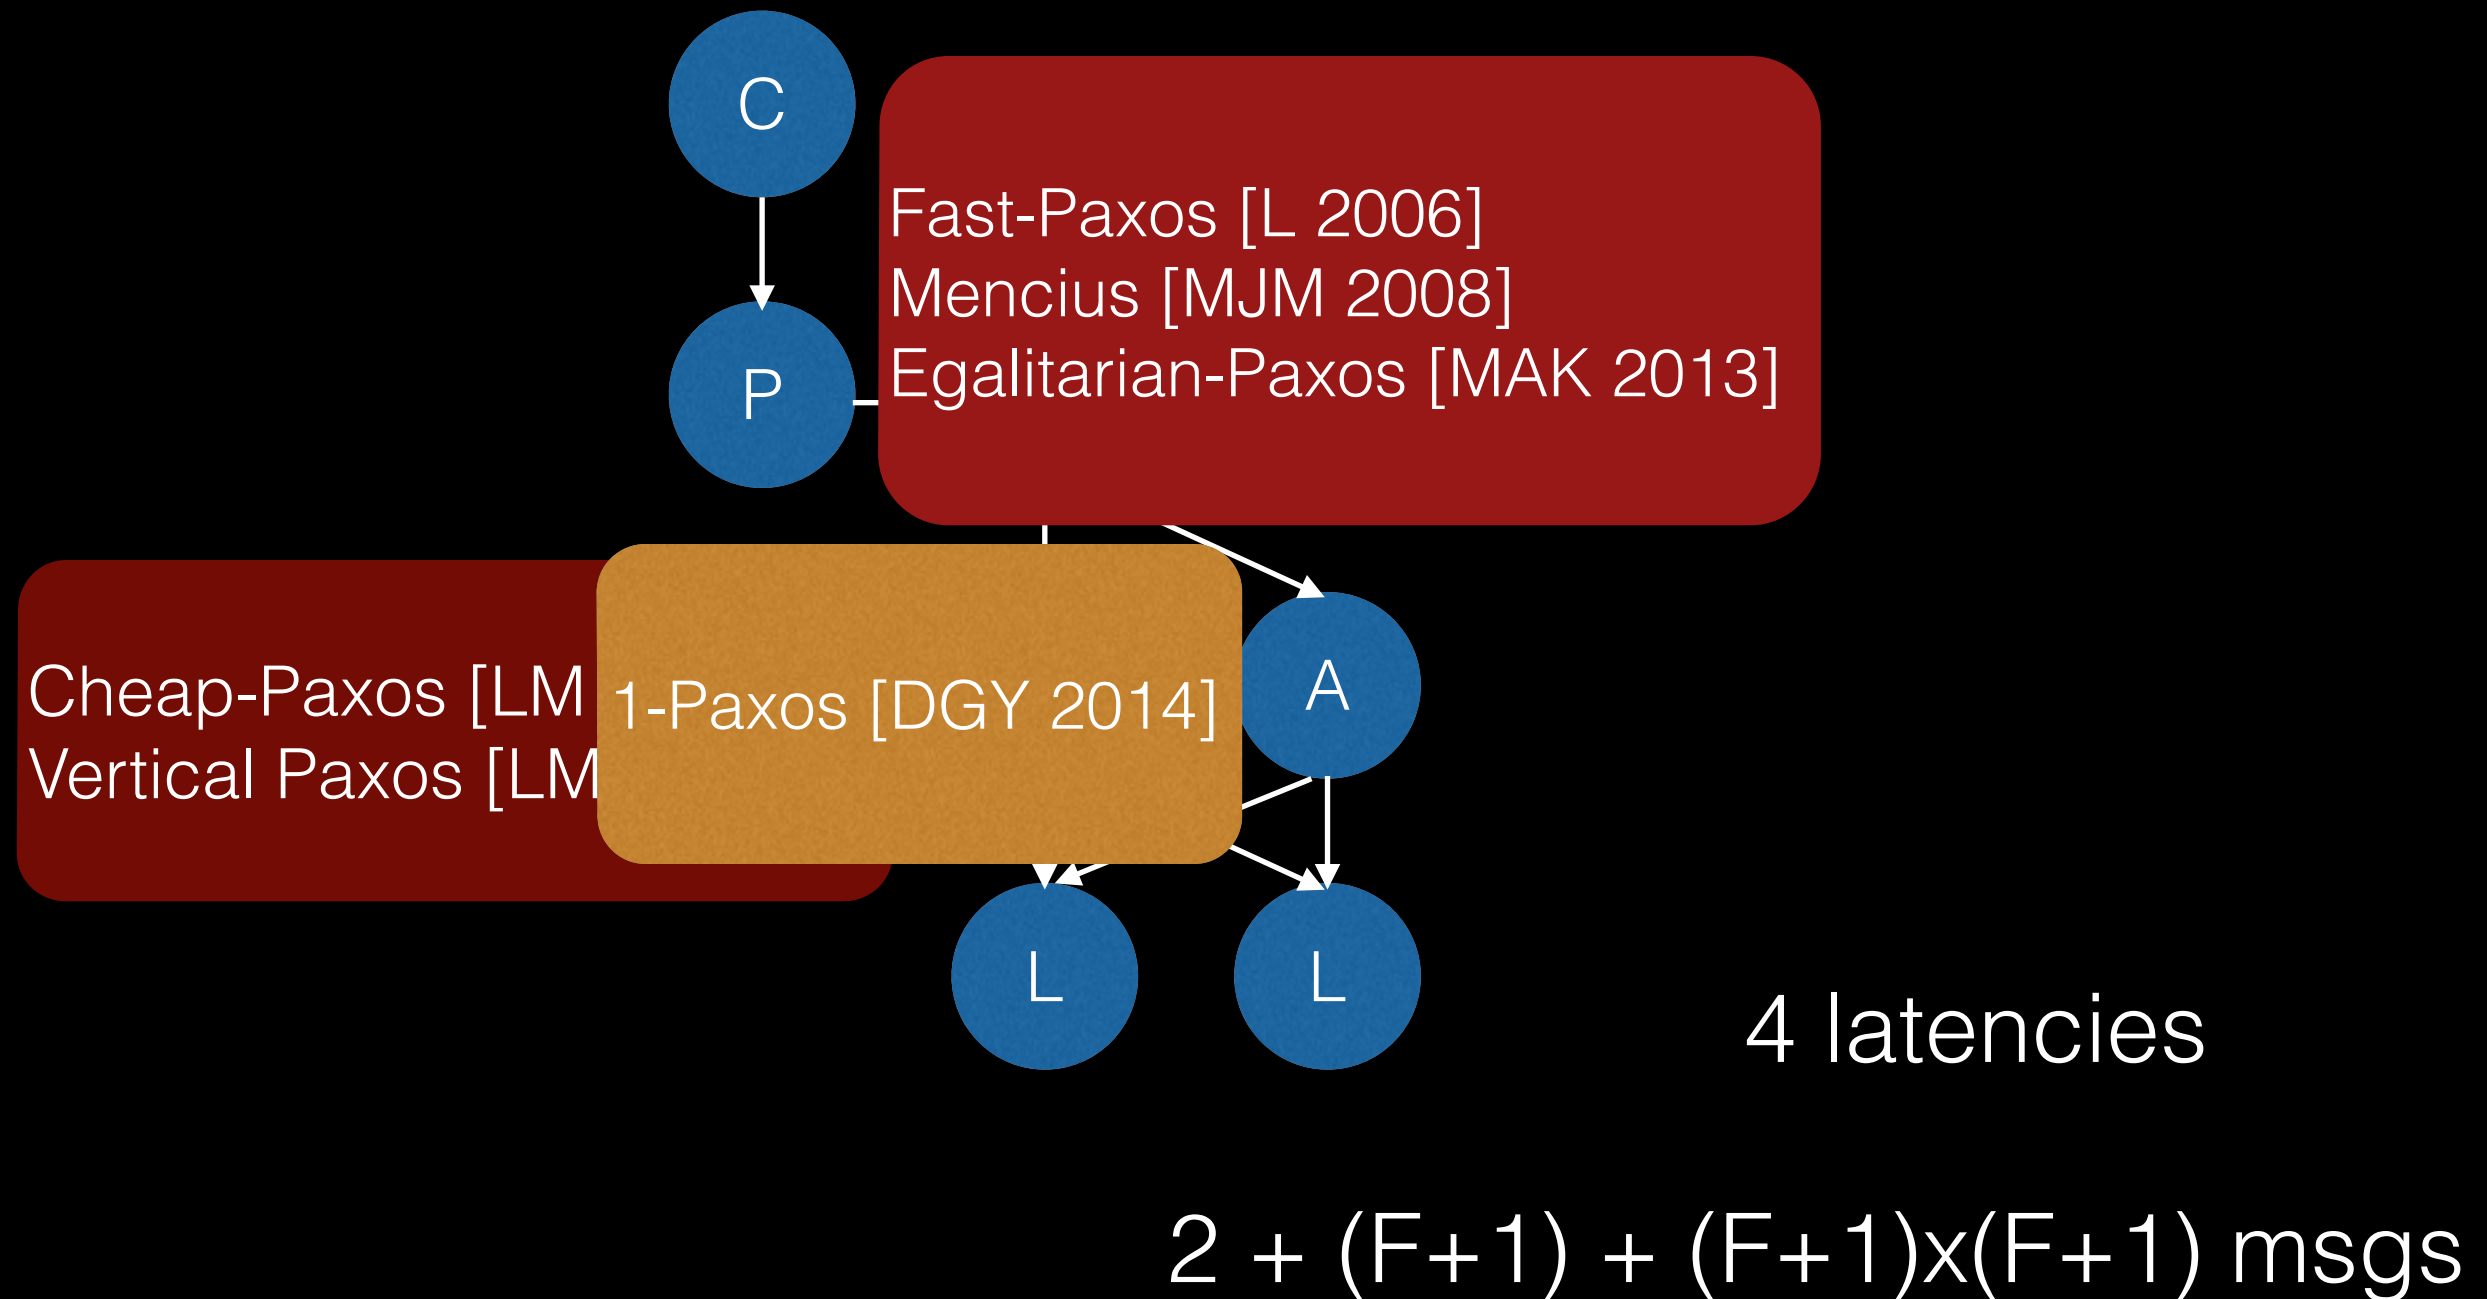 C
Fast-Paxos [L 2006]
Mencius [MJM 2008]
Egalitarian-Paxos [MAK 2013]
P
Cheap-Paxos [LM
Vertical Paxos [LM
1-Paxos [DGY 2014]
A
L
L
4 latencies
2 + (F+1) + (F+1)x(F+1) msgs